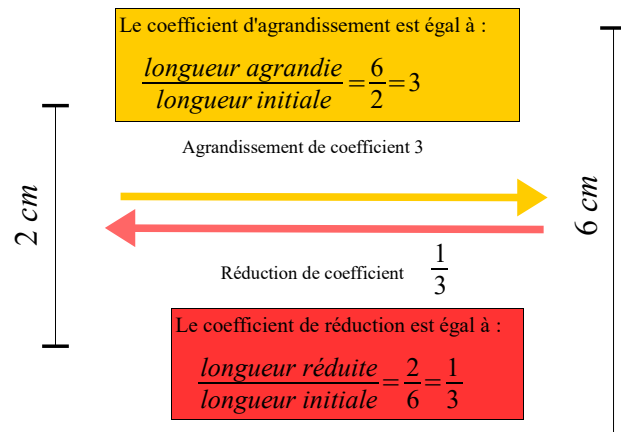 Le coefficient d'agrandissement est égal à :
longueur agrandie / longueur initiale = 6/2 = 3
Agrandissement de coefficient 3
2 cm
6 cm
Réduction de coefficient 1/3
Le coefficient de réduction est égal à :
longueur réduite / longueur initiale = 2/6 = 1/3